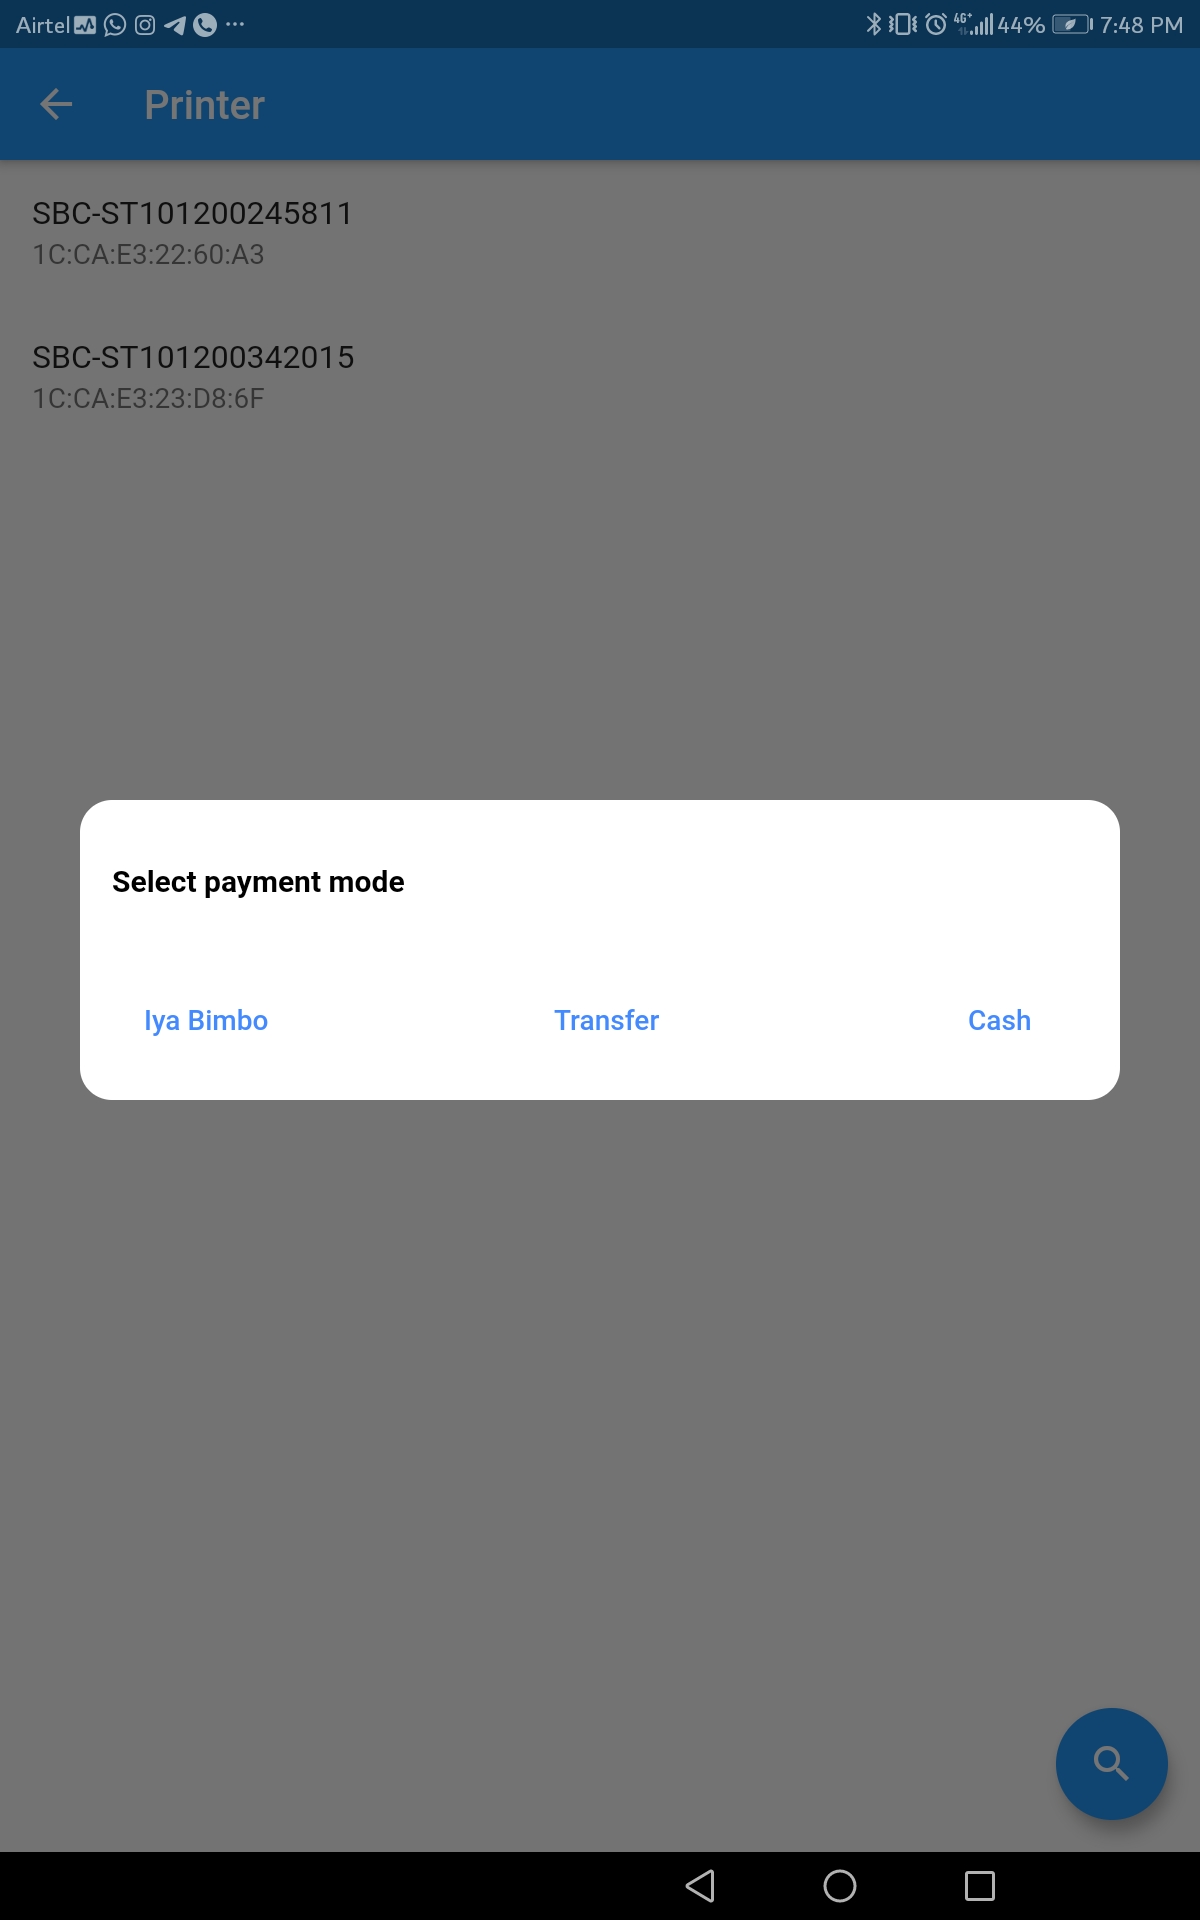 Airtel 44% 7:48 PM
Printer
SBC-ST101200245811
1C:CA:E3:22:60:A3
SBC-ST101200342015
1C:CA:E3:23:D8:6F
Select payment mode
Iya Bimbo Transfer Cash